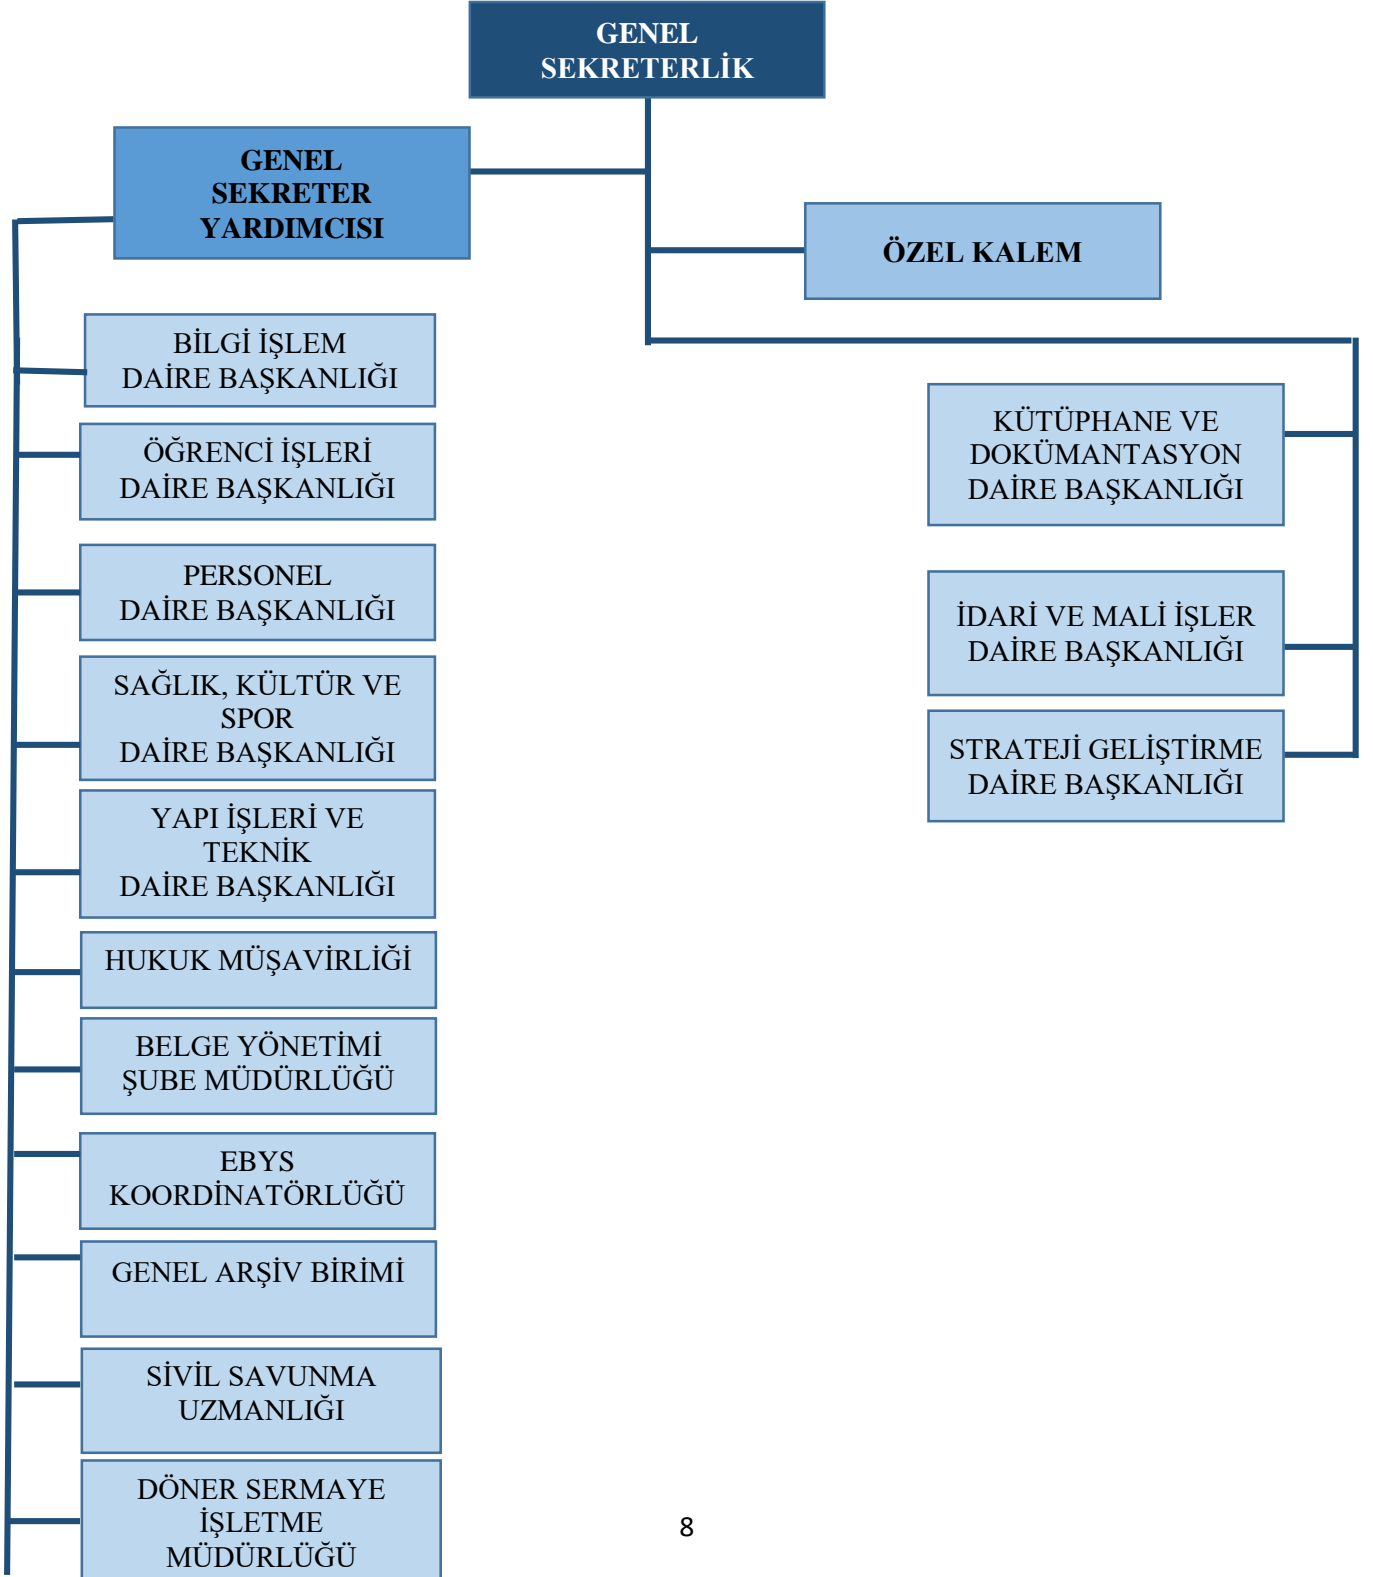 GENEL
SEKRETERLİK
GENEL
SEKRETER
YARDIMCISI
ÖZEL KALEM
BİLGİ İŞLEM
DAİRE BAŞKANLIĞI
ÖĞRENCİ İŞLERİ
DAİRE BAŞKANLIĞI
PERSONEL
DAİRE BAŞKANLIĞI
SAĞLIK, KÜLTÜR VE
SPOR
DAİRE BAŞKANLIĞI
YAPI İŞLERİ VE
TEKNİK
DAİRE BAŞKANLIĞI
HUKUK MÜŞAVİRLİĞİ
BELGE YÖNETİMİ
ŞUBE MÜDÜRLÜĞÜ
EBYS
KOORDİNATÖRLÜĞÜ
GENEL ARŞİV BİRİMİ
SİVİL SAVUNMA
UZMANLIĞI
DÖNER SERMAYE
İŞLETME
MÜDÜRLÜĞÜ
KÜTÜPHANE VE
DOKÜMANTASYON
DAİRE BAŞKANLIĞI
İDARİ VE MALİ İŞLER
DAİRE BAŞKANLIĞI
STRATEJİ GELİŞTİRME
DAİRE BAŞKANLIĞI
8